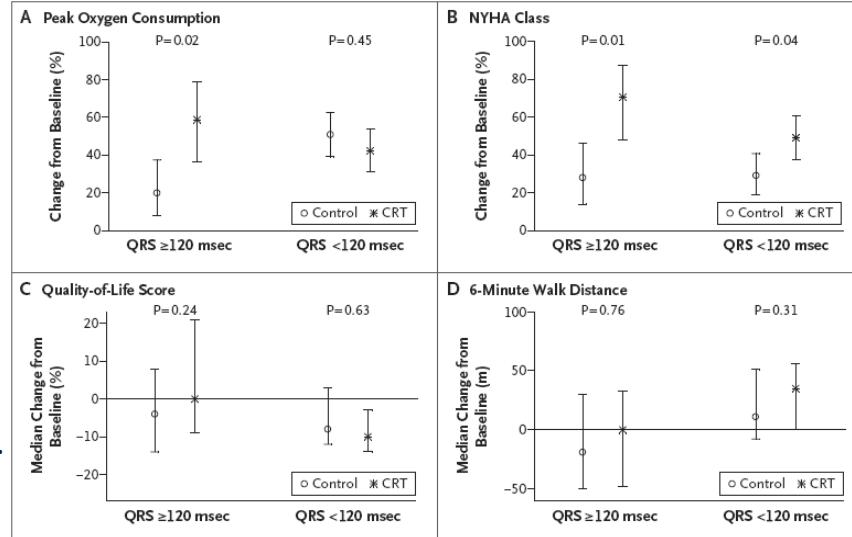 A Peak Oxygen Consumption
P=0.02
P=0.45
Change from Baseline (%)
100
80
60
40
20
0
Control CRT
QRS ≥120 msec
QRS <120 msec
B NYHA Class
P=0.01
P=0.04
Change from Baseline (%)
100
80
60
40
20
0
Control CRT
QRS ≥120 msec
QRS <120 msec
C Quality-of-Life Score
P=0.24
P=0.63
Median Change from
Baseline (%)
20
10
0
−10
−20
Control CRT
QRS ≥120 msec
QRS <120 msec
D 6-Minute Walk Distance
P=0.76
P=0.31
Median Change from
Baseline (m)
100
50
0
−50
Control CRT
QRS ≥120 msec
QRS <120 msec